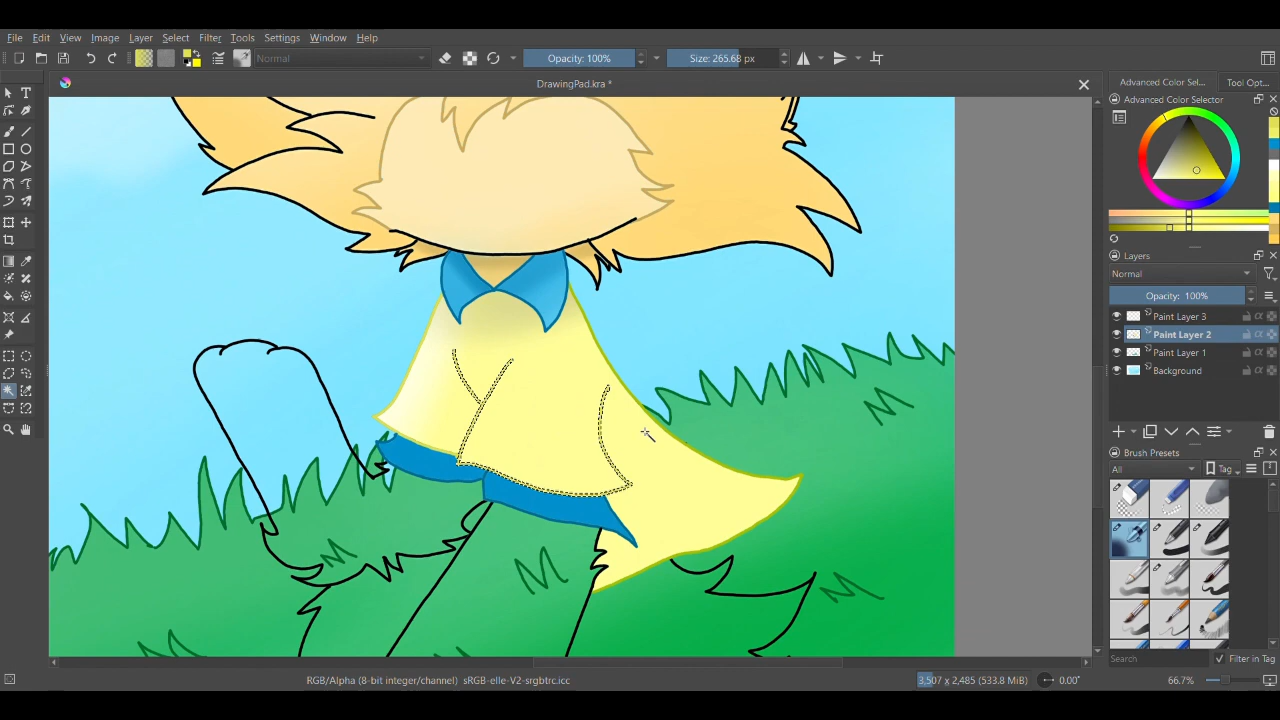 File Edit View Image Layer Select Filter Tools Settings Window Help
Normal Opacity: 100% Size: 265.68 px
DrawingPad.kra *
Advanced Color Sel... Tool Opt...
Advanced Color Selector
Layers
Normal
Opacity: 100%
Paint Layer 3
Paint Layer 2
Paint Layer 1
Background
Brush Presets
All Tag
Search Filter in Tag
RGB/Alpha (8-bit integer/channel) sRGB-elle-V2-srgbtrc.icc 3,507 x 2,485 (533.8 MiB) 0.00° 66.7%